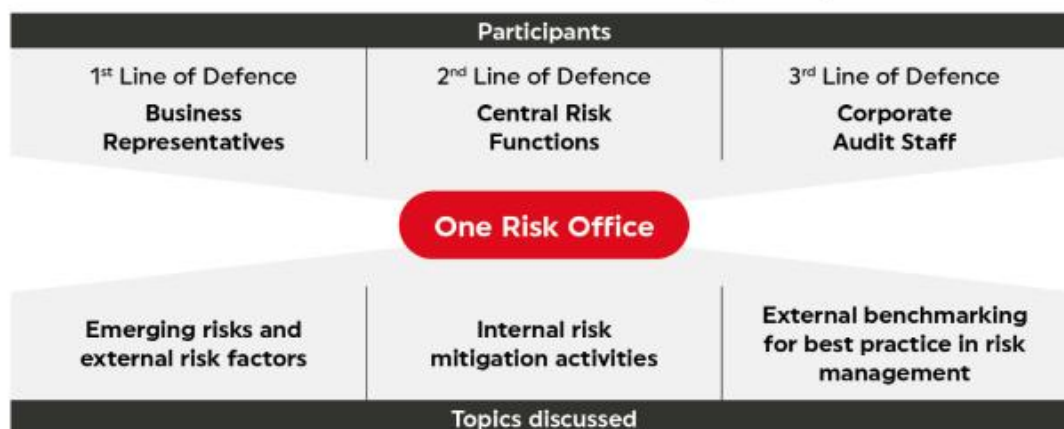 Participants
1st Line of Defence
Business
Representatives
2nd Line of Defence
Central Risk
Functions
3rd Line of Defence
Corporate
Audit Staff
One Risk Office
Emerging risks and
external risk factors
Internal risk
mitigation activities
External benchmarking
for best practice in risk
management
Topics discussed